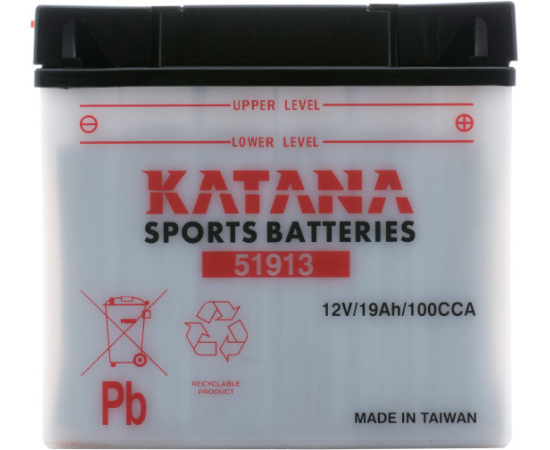 UPPER LEVEL
⊖ ⊕
LOWER LEVEL
KATANA
SPORTS BATTERIES
51913
12V/19Ah/100CCA
RECYCLABLE
PRODUCT
Pb
MADE IN TAIWAN